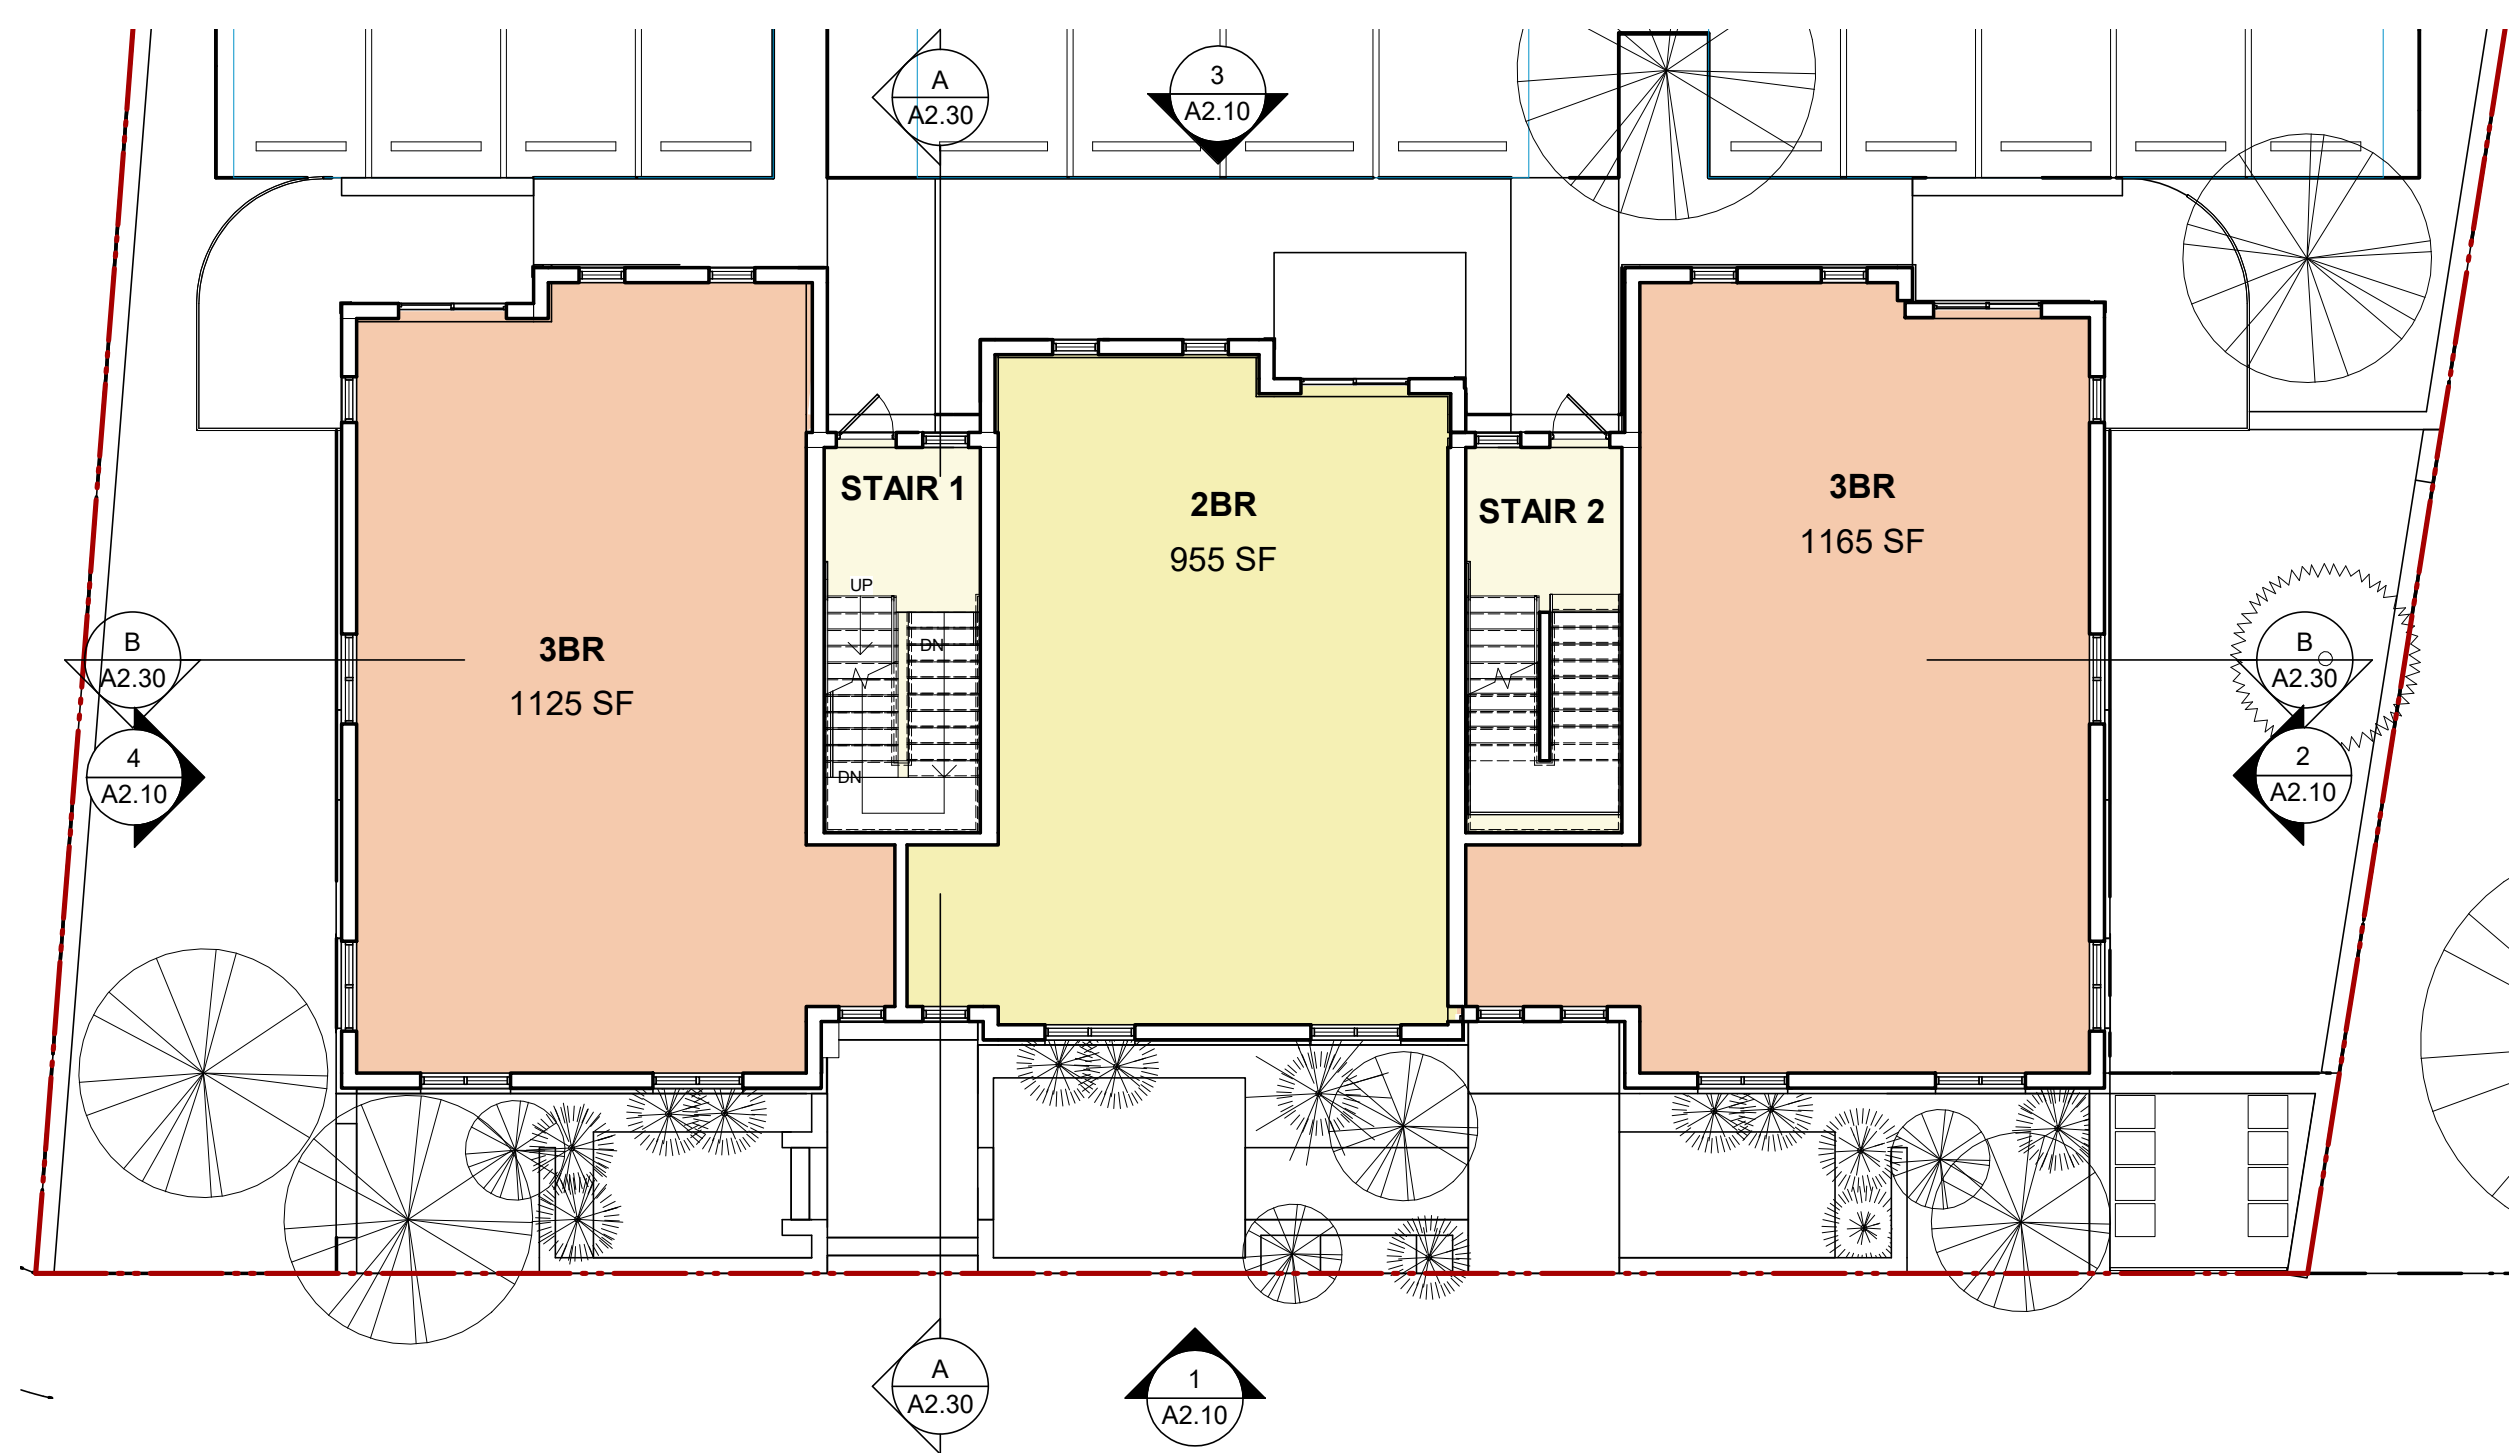 A
A2.30
3
A2.10
STAIR 1
2BR
955 SF
STAIR 2
3BR
1165 SF
UP
DN
DN
3BR
1125 SF
B
A2.30
4
A2.10
B
A2.30
2
A2.10
A
A2.30
1
A2.10